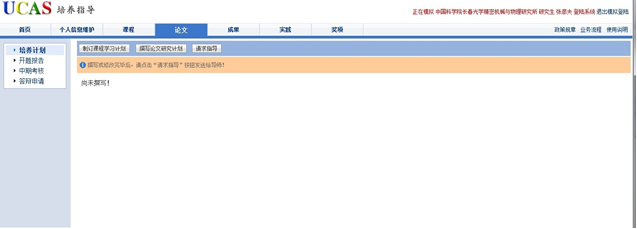 UCAS 培养指导
正在模拟 中国科学院长春光学精密机械与物理研究所 研究生 张彦夫 登陆系统 退出模拟登陆
首页 个人信息维护 课程 论文 成果 实践 奖项 政策规章 业务流程 使用说明
培养计划
开题报告
中期考核
答辩申请
制订课程学习计划 撰写论文研究计划 请求指导
撰写或修改完毕后，请点击“请求指导”按钮发送给导师！
尚未撰写！